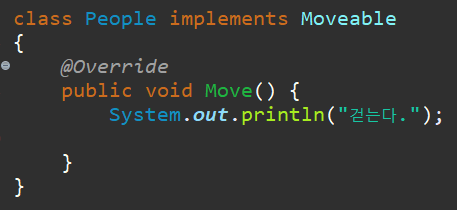 class People implements Moveable
{
@Override
public void Move() {
System.out.println("걷는다.");
}
}